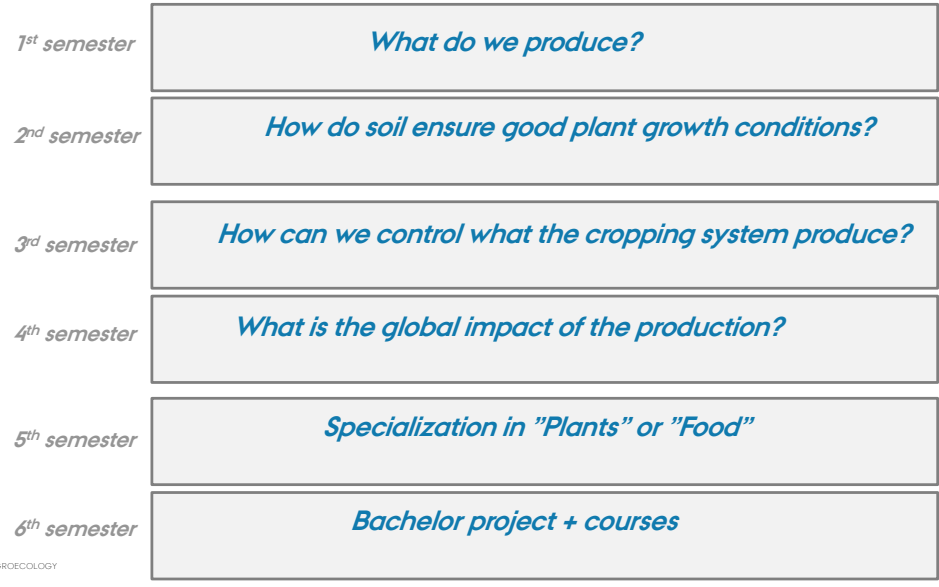 1st semester
What do we produce?
2nd semester
How do soil ensure good plant growth conditions?
3rd semester
How can we control what the cropping system produce?
4th semester
What is the global impact of the production?
5th semester
Specialization in ”Plants” or ”Food”
6th semester
Bachelor project + courses
GROECOLOGY